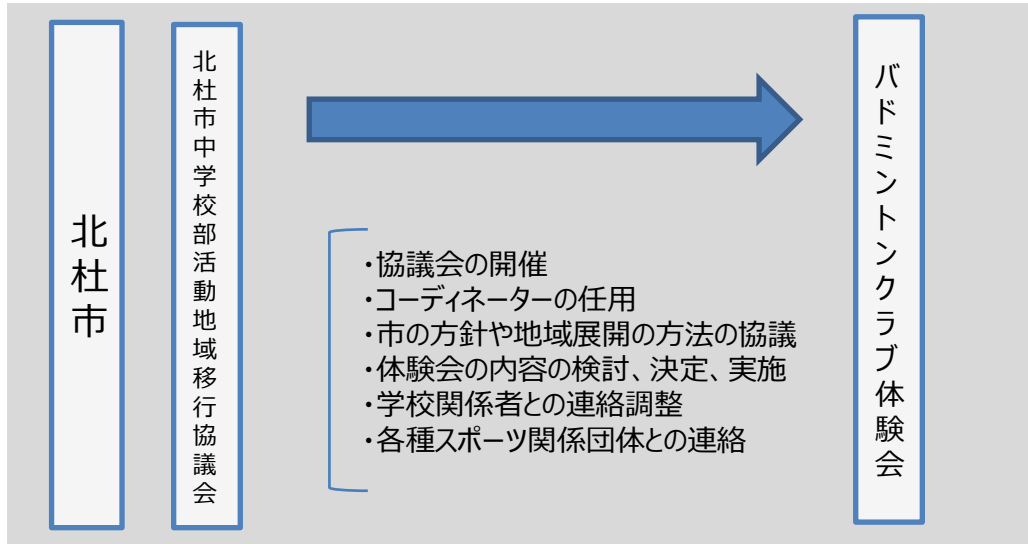 北杜市
北杜市中学校部活動地域移行協議会
・協議会の開催
・コーディネーターの任用
・市の方針や地域展開の方法の協議
・体験会の内容の検討、決定、実施
・学校関係者との連絡調整
・各種スポーツ関係団体との連絡
バドミントンクラブ体験会